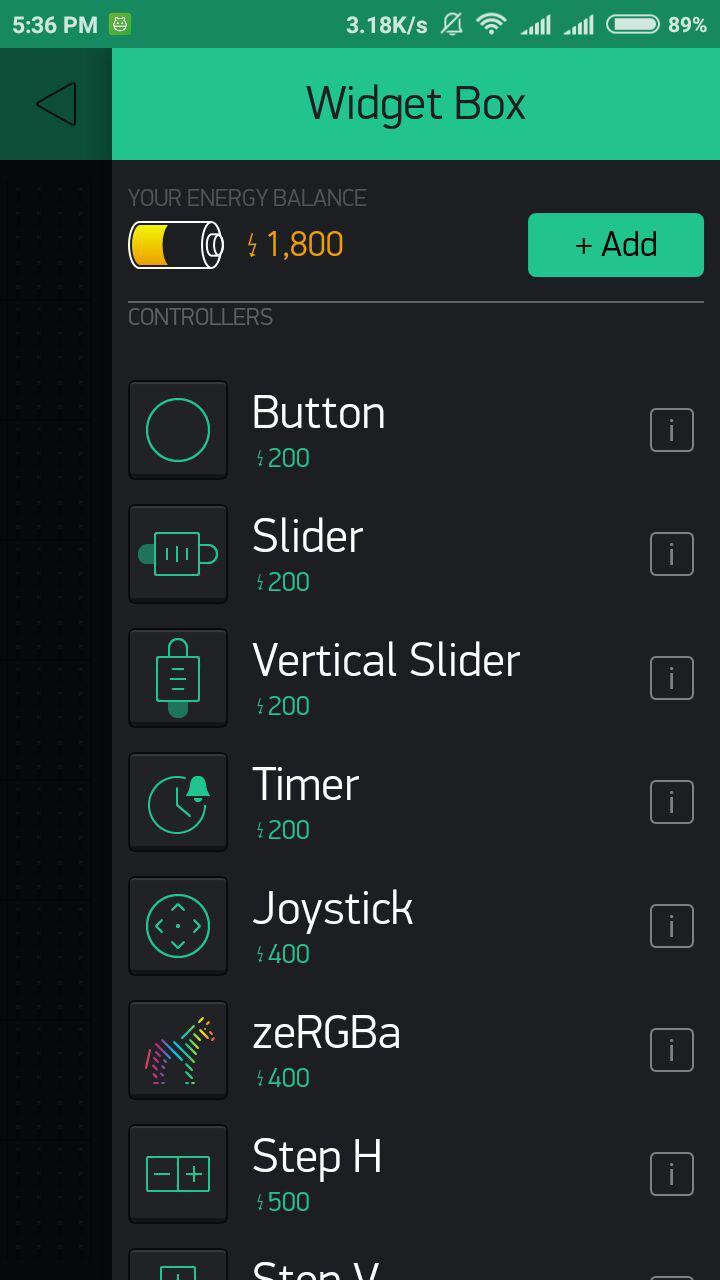 5:36 PM 3.18K/s 89%
Widget Box
YOUR ENERGY BALANCE
1,800
+ Add
CONTROLLERS
Button
200
i
Slider
200
i
Vertical Slider
200
i
Timer
200
i
Joystick
400
i
zeRGBa
400
i
Step H
500
i
Step V